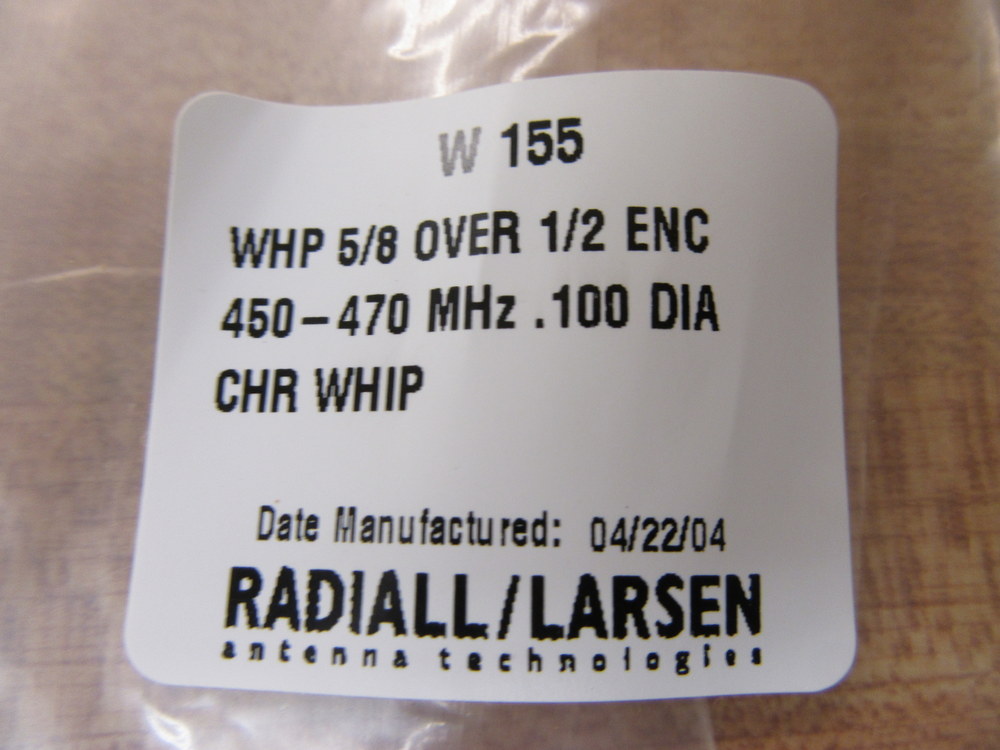 W 155
WHP 5/8 OVER 1/2 ENC
450-470 MHz .100 DIA
CHR WHIP
Date Manufactured: 04/22/04
RADIALL/LARSEN
antenna technologies